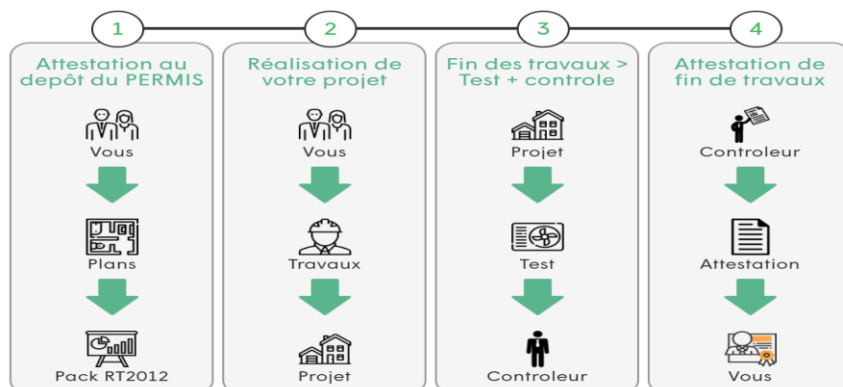 1
2
3
4
Attestation au
depôt du PERMIS
Vous
Plans
Pack RT2012
Réalisation de
votre projet
Vous
Travaux
Projet
Fin des travaux >
Test + controle
Projet
Test
Controleur
Attestation de
fin de travaux
Controleur
Attestation
Vous